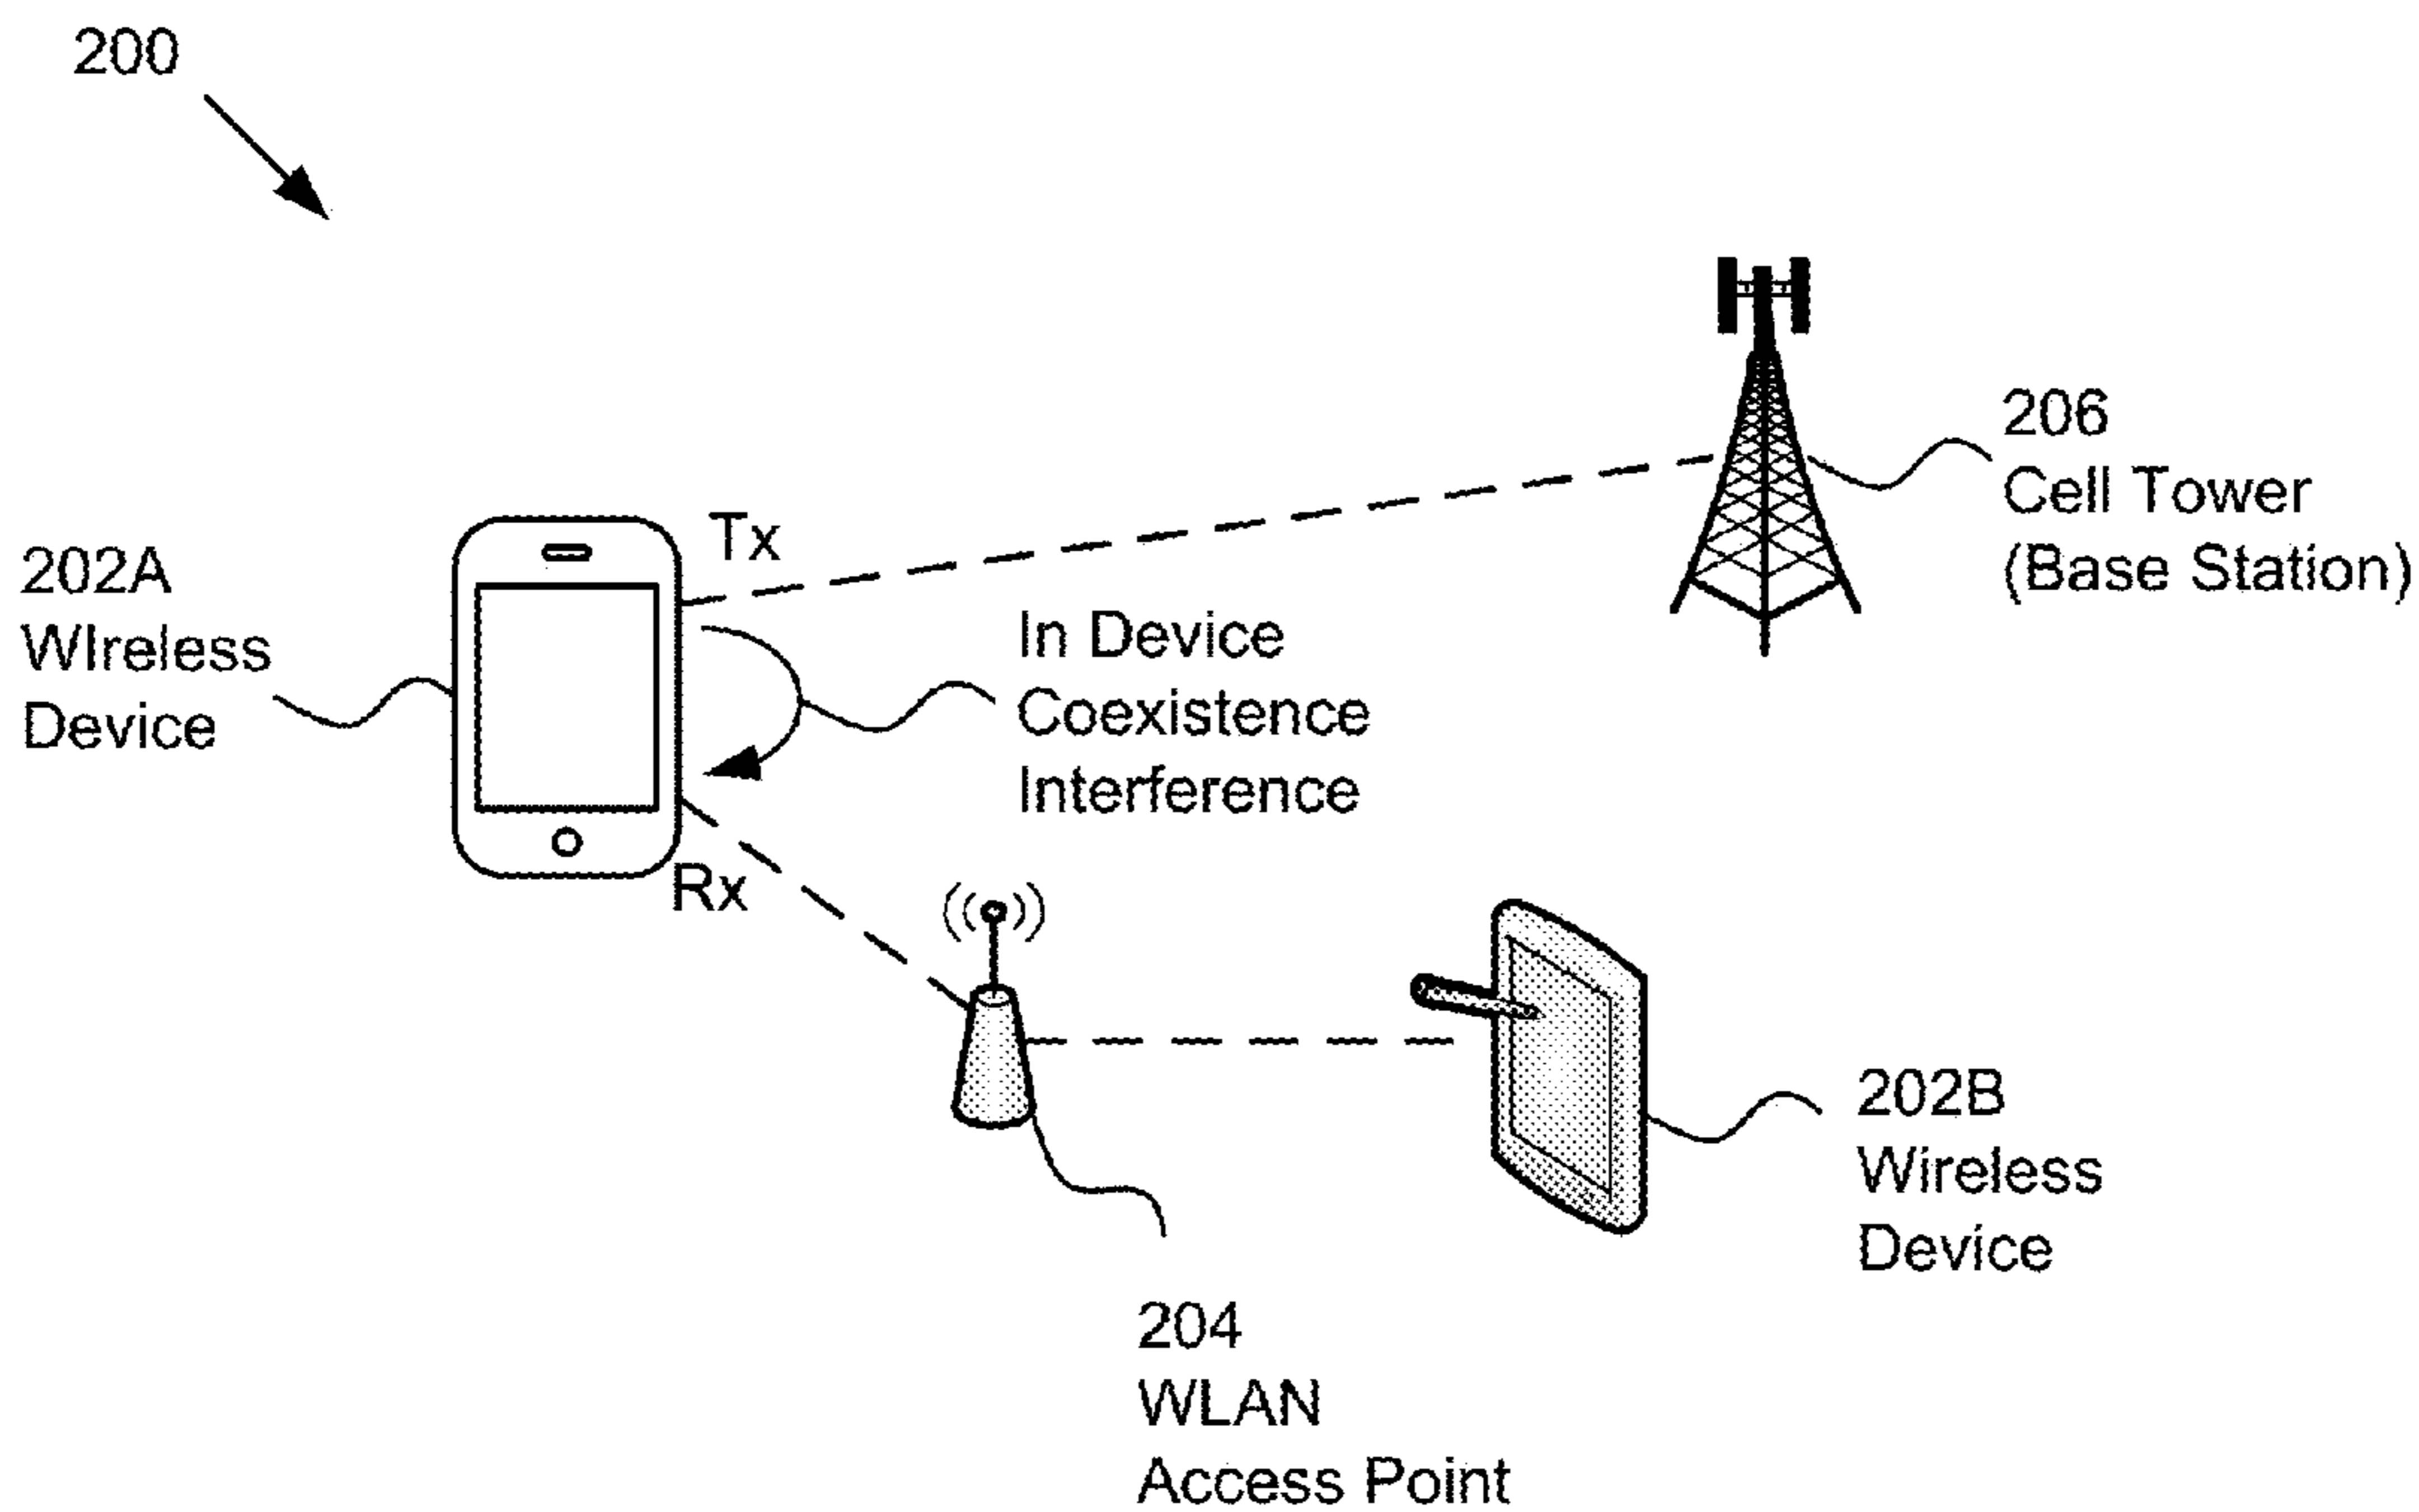 200
206
Cell Tower
(Base Station)
Tx
202A
WIreless
Device
In Device
Coexistence
Interference
Rx
202B
Wireless
Device
204
WLAN
Access Point